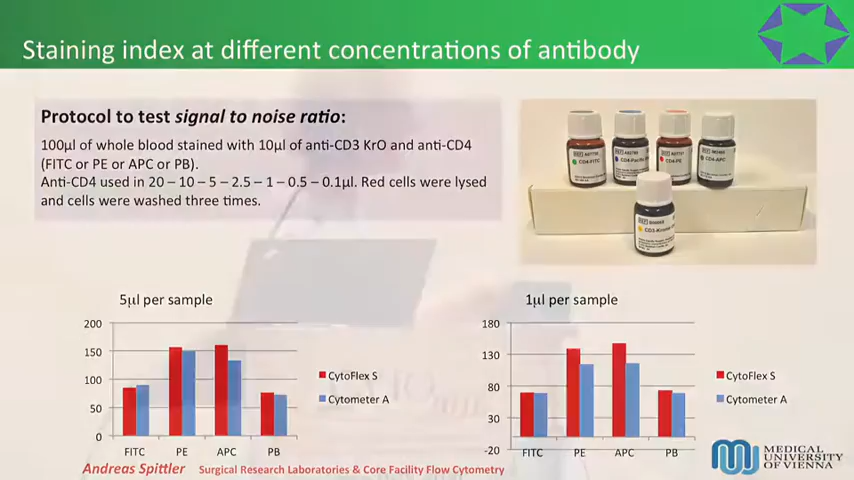 Staining index at different concentrations of antibody
Protocol to test signal to noise ratio:
100μl of whole blood stained with 10μl of anti-CD3 KrO and anti-CD4
(FITC or PE or APC or PB).
Anti-CD4 used in 20 – 10 – 5 – 2.5 – 1 – 0.5 – 0.1μl. Red cells were lysed
and cells were washed three times.
CD4-FITC
CD4-Pacific
CD4-PE
CD4-APC
5μl per sample
200
150
100
50
0
FITC PE APC PB
CytoFlex S
Cytometer A
1μl per sample
180
130
80
30
-20
FITC PE APC PB
CytoFlex S
Cytometer A
Andreas Spittler Surgical Research Laboratories & Core Facility Flow Cytometry
MEDICAL
UNIVERSITY
OF VIENNA